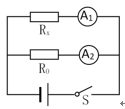 Rₓ A₁
R₀ A₂
S